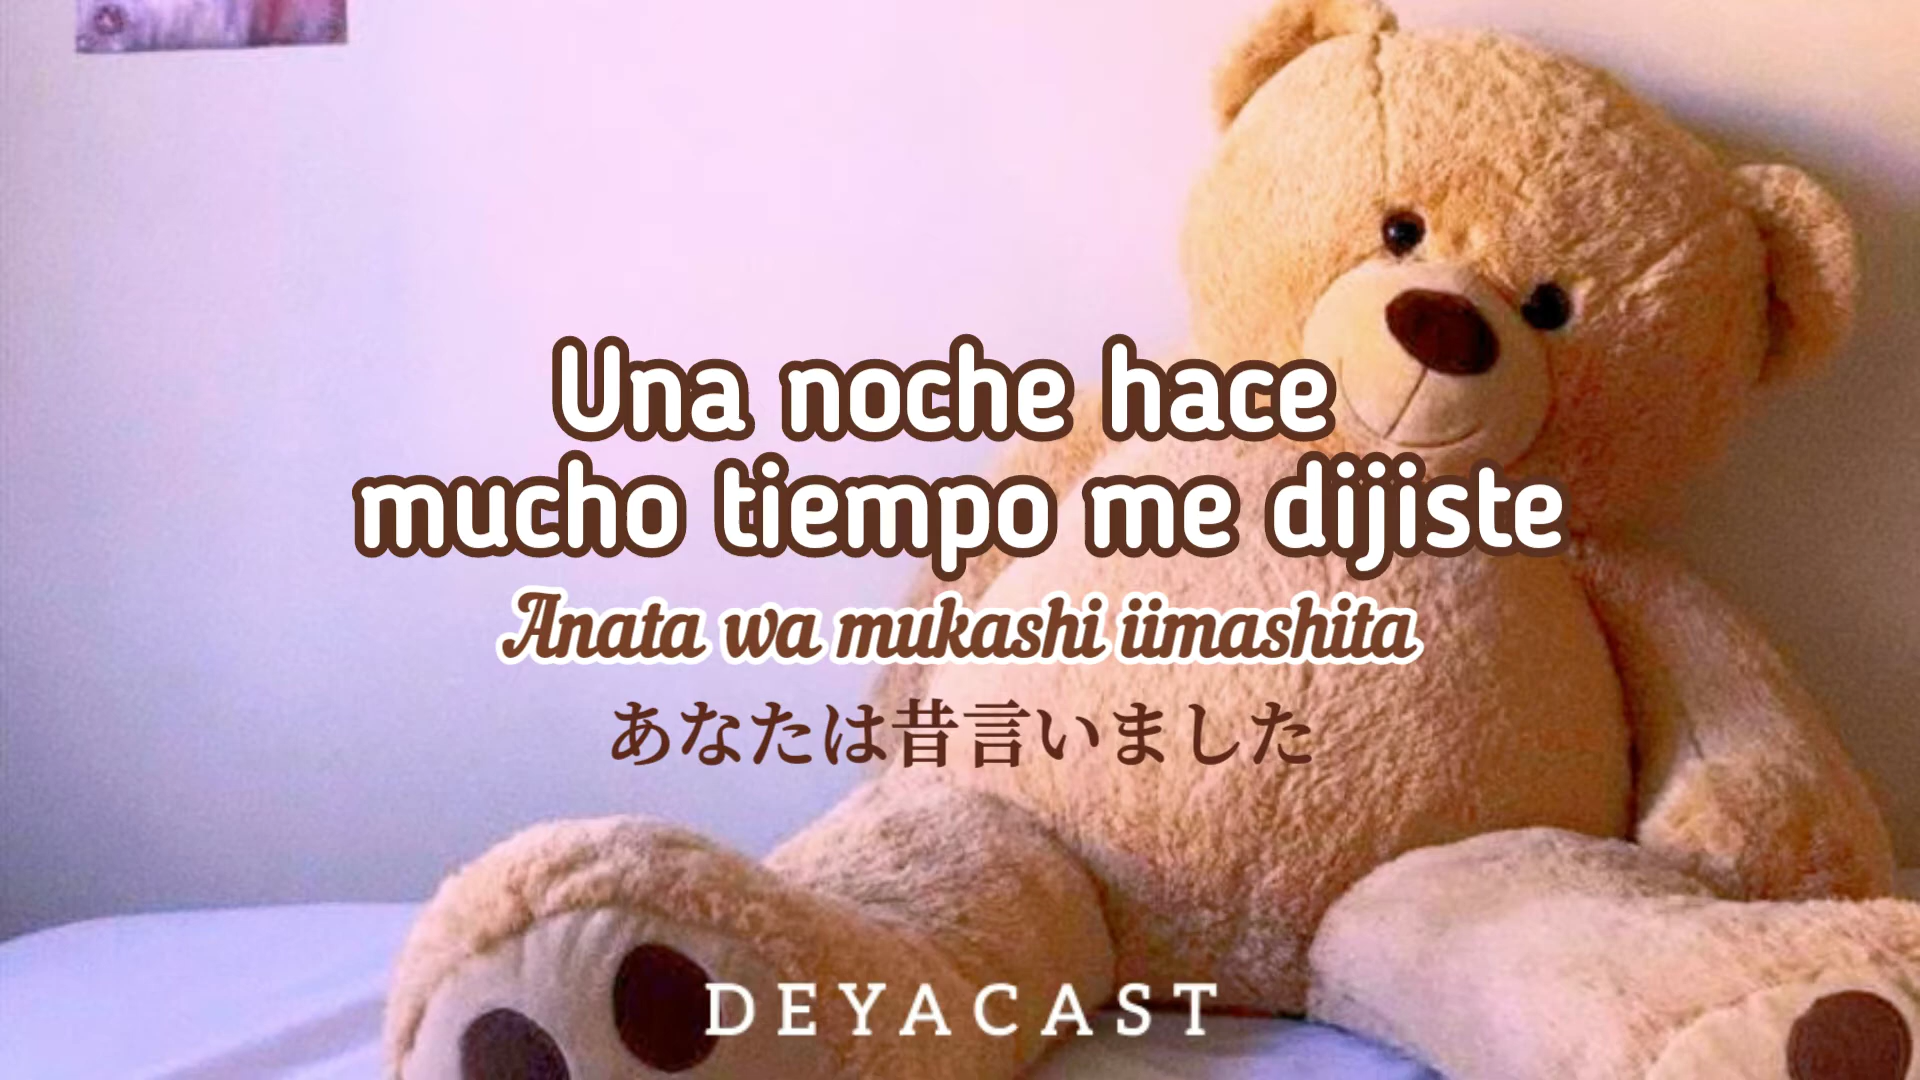 Una noche hace
mucho tiempo me dijiste
Anata wa mukashi iimashita
あなたは昔言いました
DEYACAST